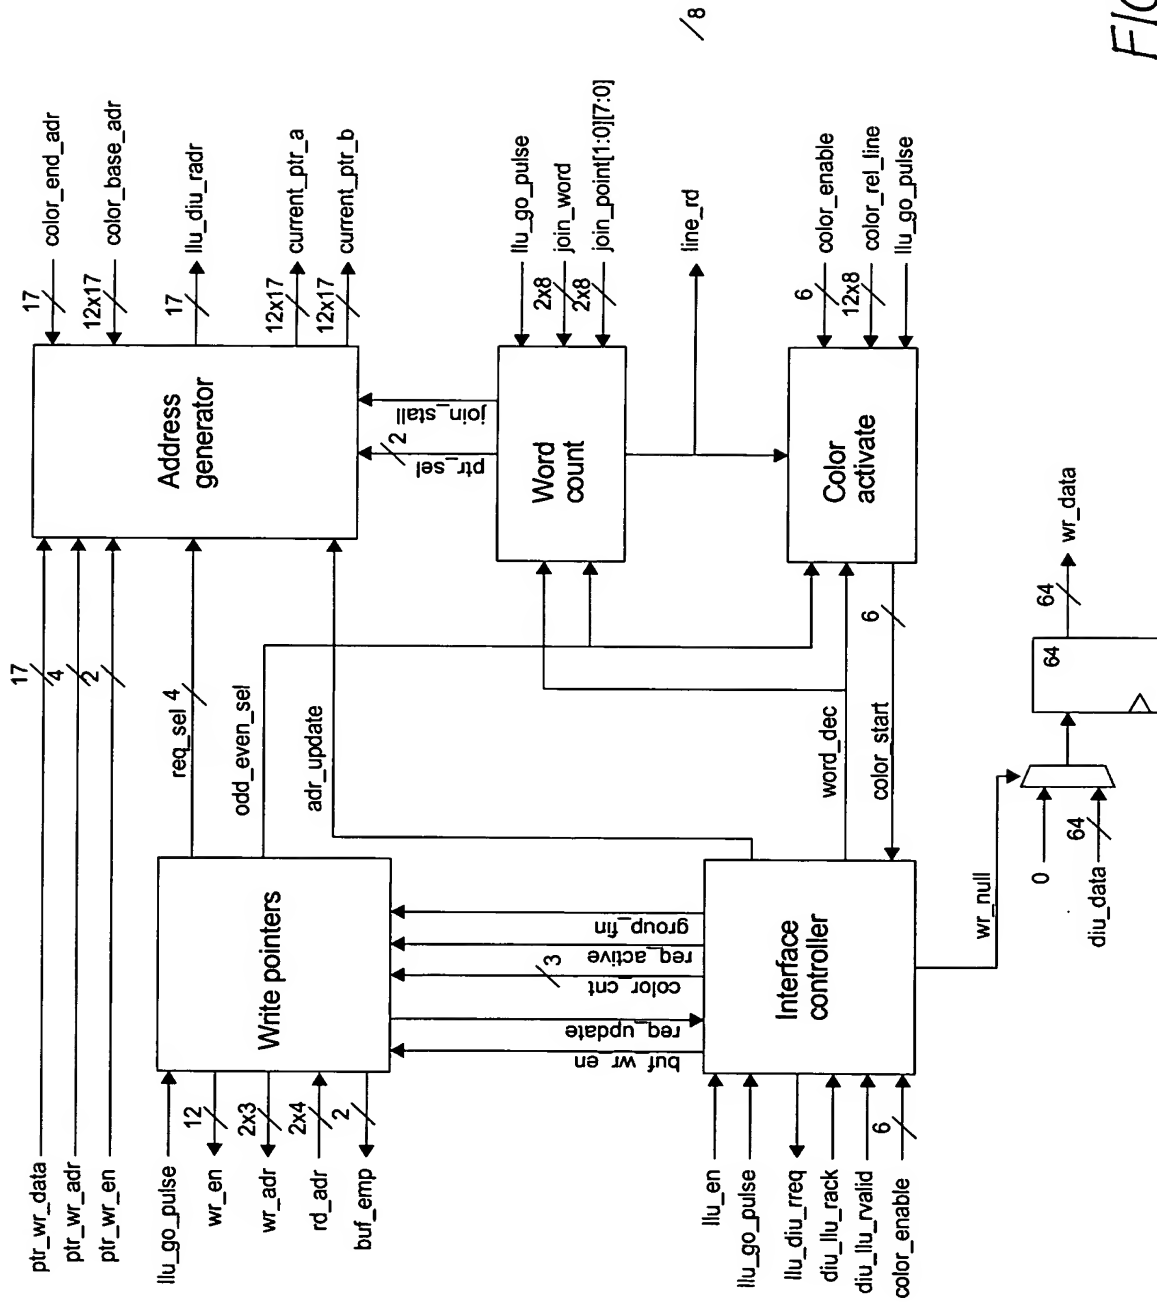 FIG
/8
17
color_end_adr
12x17
color_base_adr
17
llu_diu_radr
12x17
current_ptr_a
12x17
current_ptr_b
Address
generator
ptr_wr_data
17
ptr_wr_adr
4
ptr_wr_en
2
req_sel
4
odd_even_sel
adr_update
ptr_sel
2
join_stall
llu_go_pulse
2x8
join_word
2x8
join_point[1:0][7:0]
Word
count
line_rd
6
color_enable
12x8
color_rel_line
llu_go_pulse
Color
activate
word_dec
color_start
6
Write pointers
llu_go_pulse
wr_en
12
wr_adr
2x3
rd_adr
2x4
buf_emp
2
buf_wr_en
req_update
color_cnt
3
req_active
group_fin
Interface
controller
llu_en
llu_go_pulse
llu_diu_rreq
diu_llu_rack
diu_llu_rvalid
color_enable
6
wr_null
0
diu_data
64
64
64
wr_data